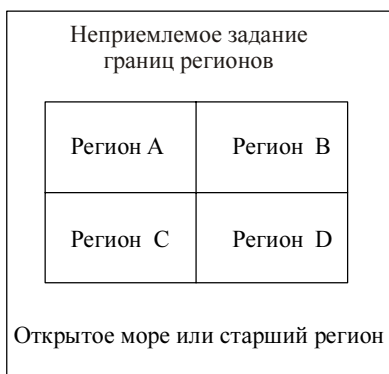 Неприемлемое задание
границ регионов
Регион A
Регион B
Регион C
Регион D
Открытое море или старший регион